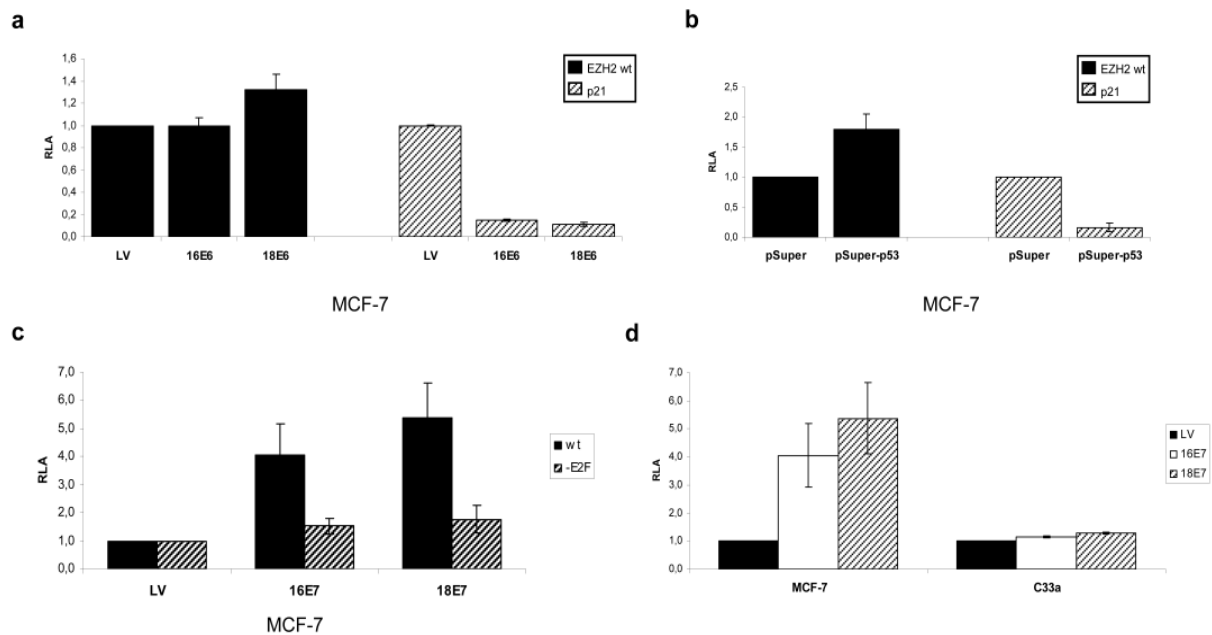 a
1,6
1,4
1,2
1,0
0,8
0,6
0,4
0,2
0,0
RLA
EZH2 wt
p21
LV 16E6 18E6 LV 16E6 18E6
MCF-7
b
2,5
2,0
1,5
1,0
0,5
0,0
RLA
EZH2 wt
p21
pSuper pSuper-p53 pSuper pSuper-p53
MCF-7
c
7,0
6,0
5,0
4,0
3,0
2,0
1,0
0,0
RLA
wt
-E2F
LV 16E7 18E7
MCF-7
d
7,0
6,0
5,0
4,0
3,0
2,0
1,0
0,0
RLA
LV
16E7
18E7
MCF-7 C33a